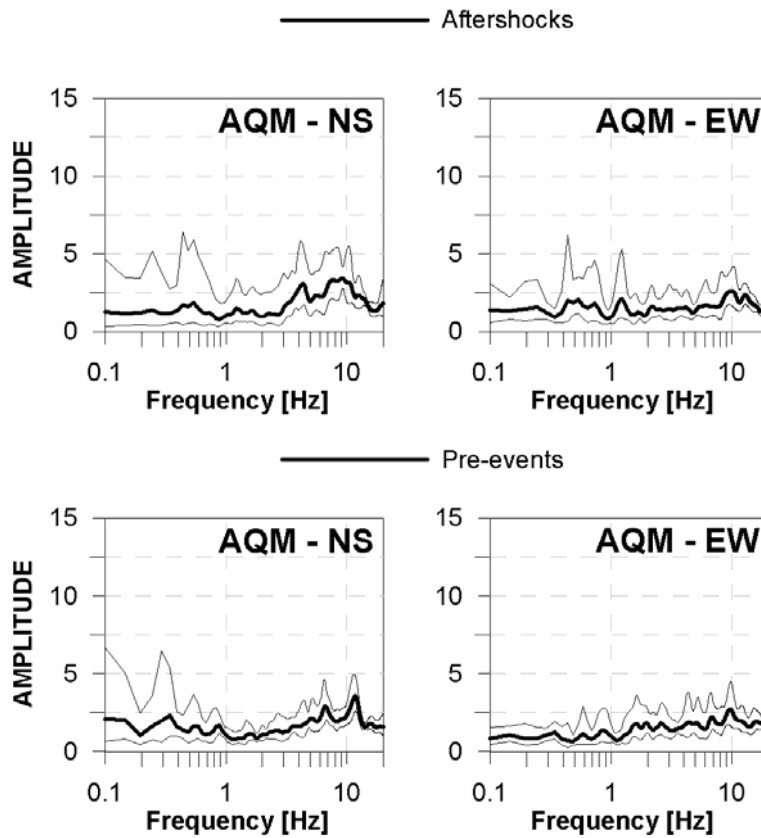 Aftershocks
AQM - NS
AQM - EW
AMPLITUDE
15
10
5
0
0.1 1 10
Frequency [Hz]
15
10
5
0
0.1 1 10
Frequency [Hz]
Pre-events
AQM - NS
AQM - EW
AMPLITUDE
15
10
5
0
0.1 1 10
Frequency [Hz]
15
10
5
0
0.1 1 10
Frequency [Hz]